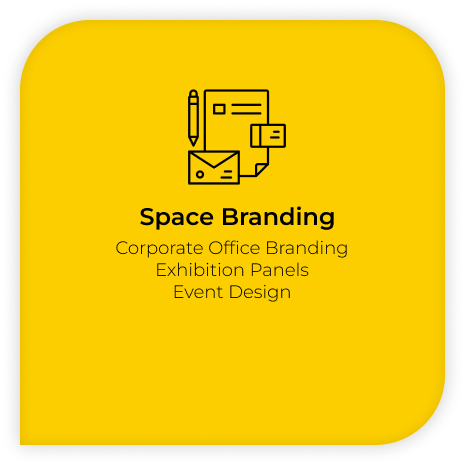 Space Branding
Corporate Office Branding
Exhibition Panels
Event Design